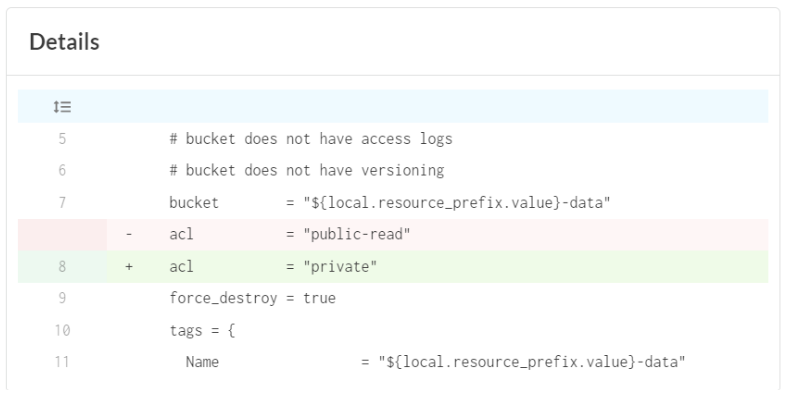 Details
5 # bucket does not have access logs
6 # bucket does not have versioning
7 bucket = "${local.resource_prefix.value}-data"
- acl = "public-read"
8 + acl = "private"
9 force_destroy = true
10 tags = {
11 Name = "${local.resource_prefix.value}-data"